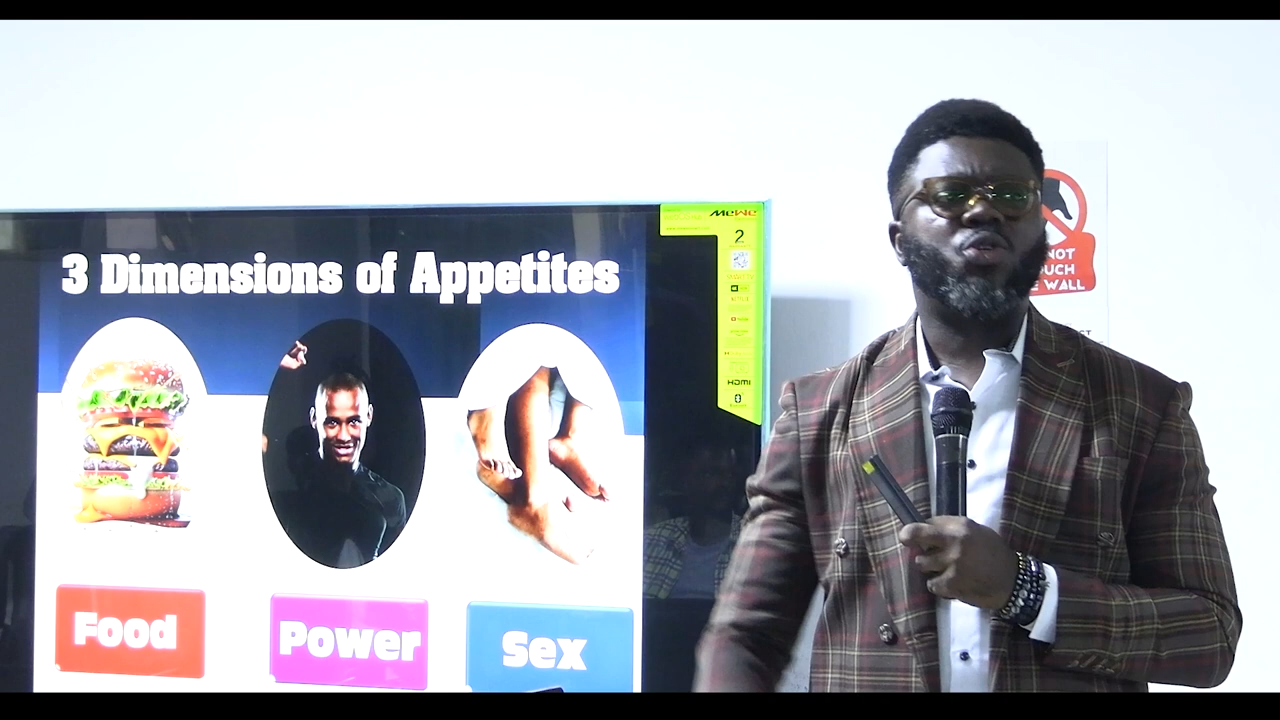 3 Dimensions of Appetites
Food
Power
Sex
MeWe
2
HDMI
NOT
UCH
E WALL